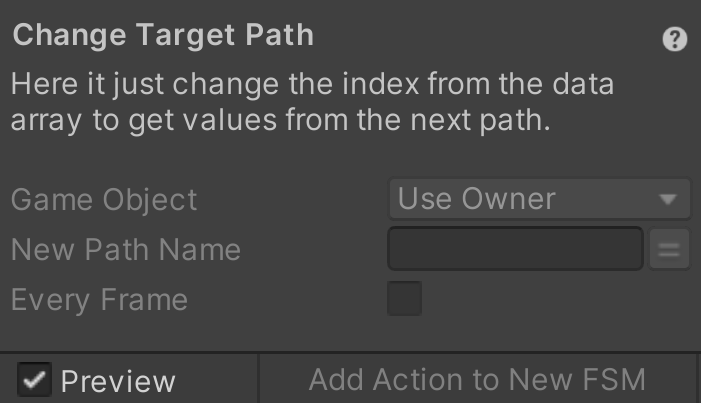 Change Target Path
?
Here it just change the index from the data
array to get values from the next path.
Game Object Use Owner
New Path Name =
Every Frame
Preview Add Action to New FSM